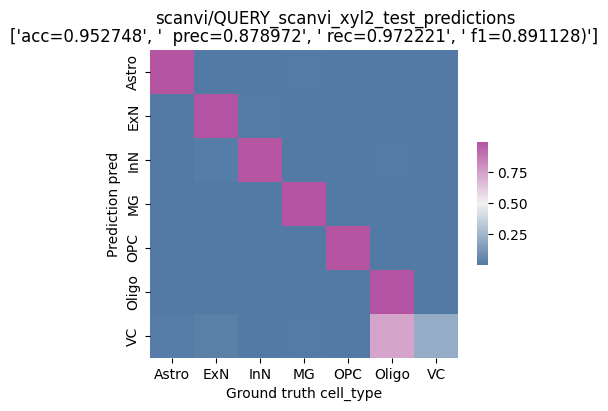 scanvi/QUERY_scanvi_xyl2_test_predictions
['acc=0.952748', '  prec=0.878972', ' rec=0.972221', ' f1=0.891128)']
Prediction pred
Astro
ExN
InN
MG
OPC
Oligo
VC
0.75
0.50
0.25
Astro ExN InN MG OPC Oligo VC
Ground truth cell_type